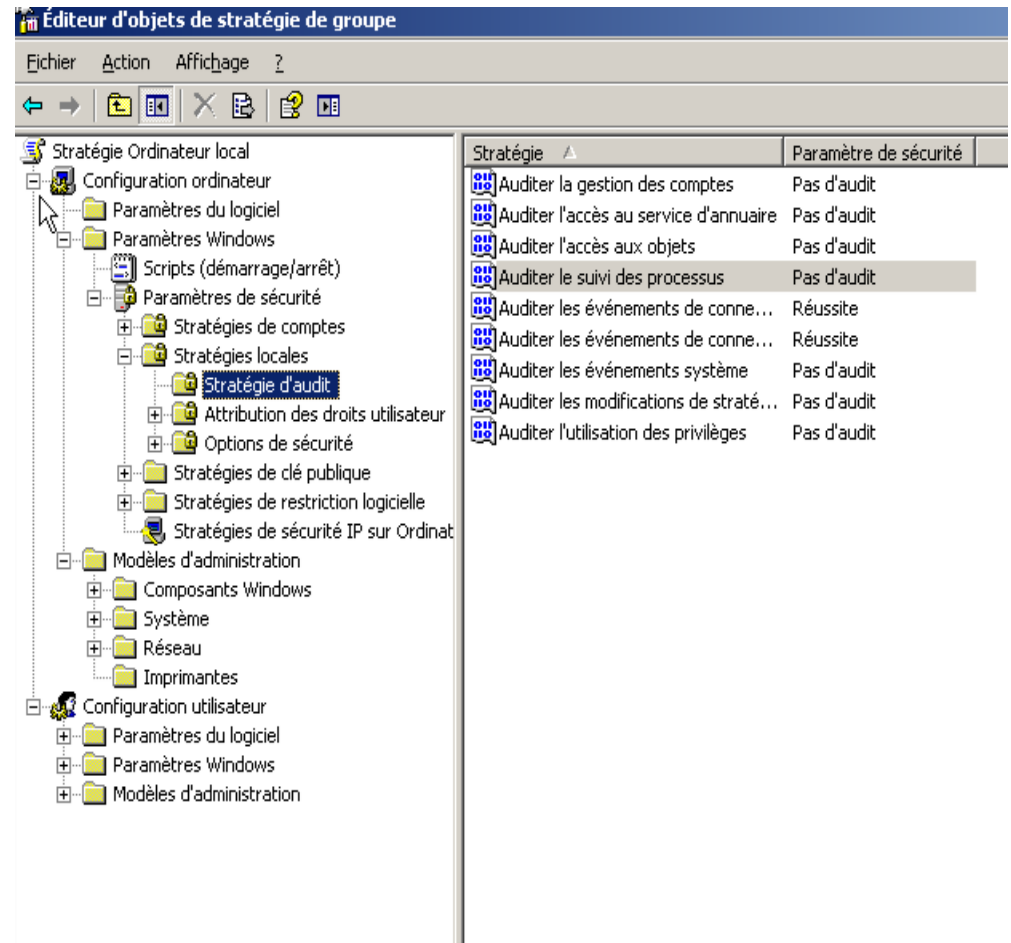 Éditeur d'objets de stratégie de groupe
Fichier Action Affichage ?
Stratégie Ordinateur local
Configuration ordinateur
Paramètres du logiciel
Paramètres Windows
Scripts (démarrage/arrêt)
Paramètres de sécurité
Stratégies de comptes
Stratégies locales
Stratégie d'audit
Attribution des droits utilisateur
Options de sécurité
Stratégies de clé publique
Stratégies de restriction logicielle
Stratégies de sécurité IP sur Ordinat
Modèles d'administration
Composants Windows
Système
Réseau
Imprimantes
Configuration utilisateur
Paramètres du logiciel
Paramètres Windows
Modèles d'administration
Stratégie Paramètre de sécurité
Auditer la gestion des comptes Pas d'audit
Auditer l'accès au service d'annuaire Pas d'audit
Auditer l'accès aux objets Pas d'audit
Auditer le suivi des processus Pas d'audit
Auditer les événements de conne... Réussite
Auditer les événements de conne... Réussite
Auditer les événements système Pas d'audit
Auditer les modifications de straté... Pas d'audit
Auditer l'utilisation des privilèges Pas d'audit